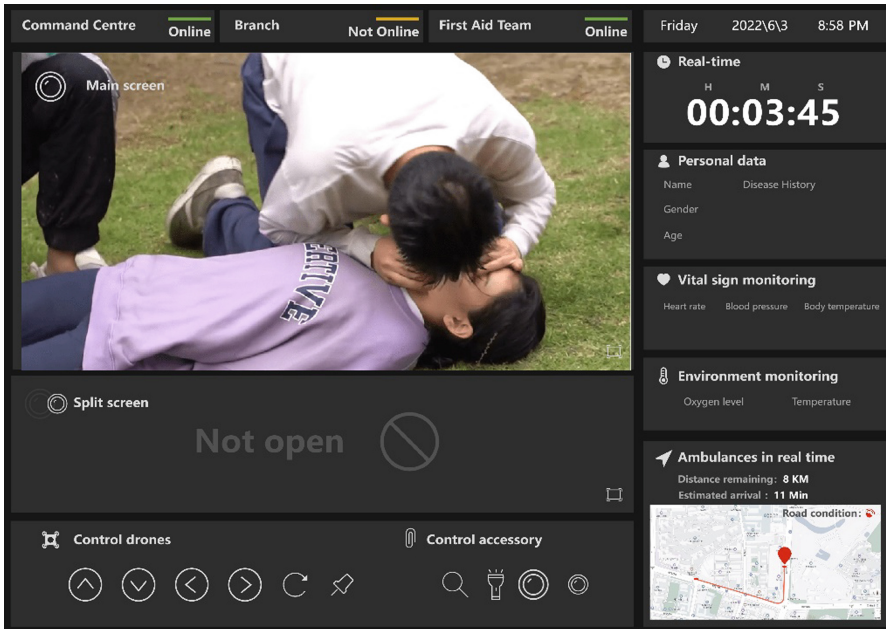 Command Centre
Online
Branch
Not Online
First Aid Team
Online
Friday 2022\6\3 8:58 PM
Main screen
ERTIVE
Real-time
H M S
00:03:45
Personal data
Name Disease History
Gender
Age
Vital sign monitoring
Heart rate Blood pressure Body temperature
Environment monitoring
Oxygen level Temperature
Split screen
Not open
Ambulances in real time
Distance remaining: 8 KM
Estimated arrival : 11 Min
Road condition:
Control drones
Control accessory